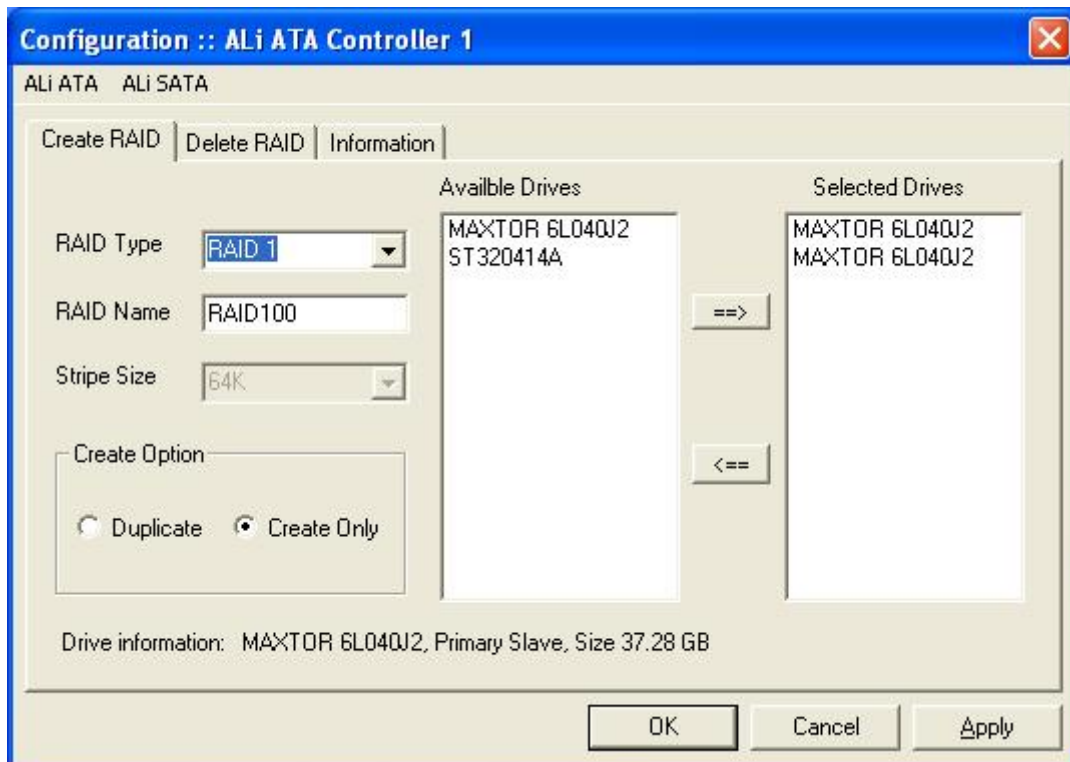 Configuration :: ALi ATA Controller 1
ALi ATA ALi SATA
Create RAID Delete RAID Information
Availble Drives
Selected Drives
RAID Type RAID 1
MAXTOR 6L040J2
ST320414A
MAXTOR 6L040J2
MAXTOR 6L040J2
RAID Name RAID100
==>
Stripe Size 64K
Create Option
<==
Duplicate Create Only
Drive information: MAXTOR 6L040J2, Primary Slave, Size 37.28 GB
OK Cancel Apply